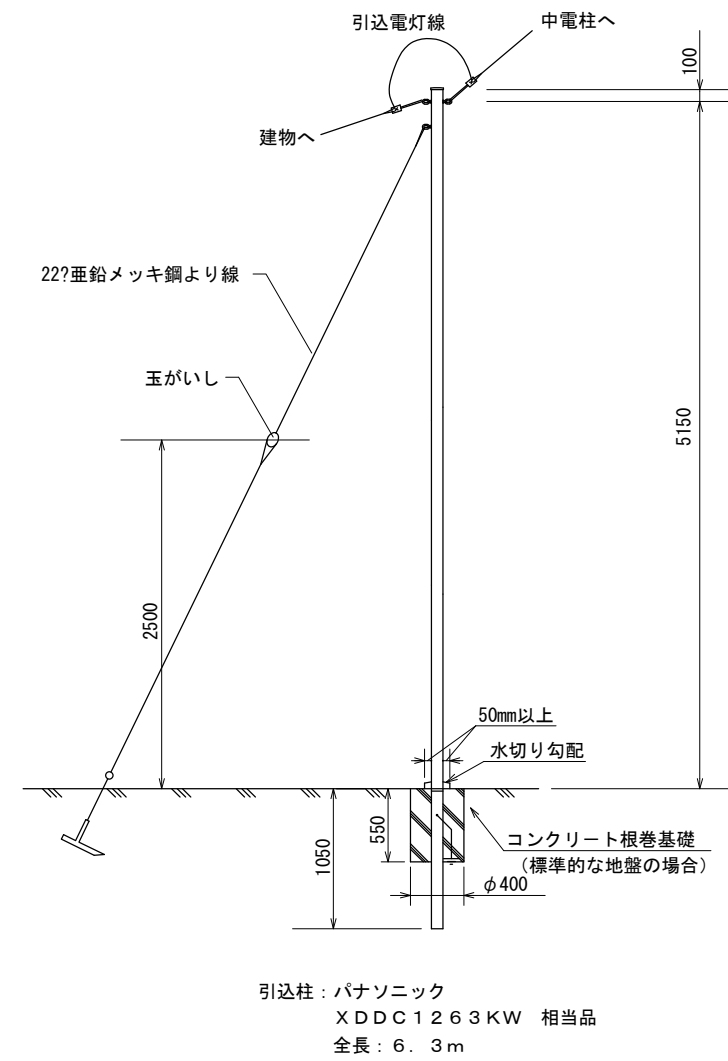 引込電灯線
中電柱へ
100
建物へ
22?亜鉛メッキ鋼より線
玉がいし
5150
2500
50mm以上
水切り勾配
550
1050
コンクリート根巻基礎
(標準的な地盤の場合)
φ400
引込柱：パナソニック
ＸＤＤＣ１２６３ＫＷ　相当品
全長：６．３ｍ